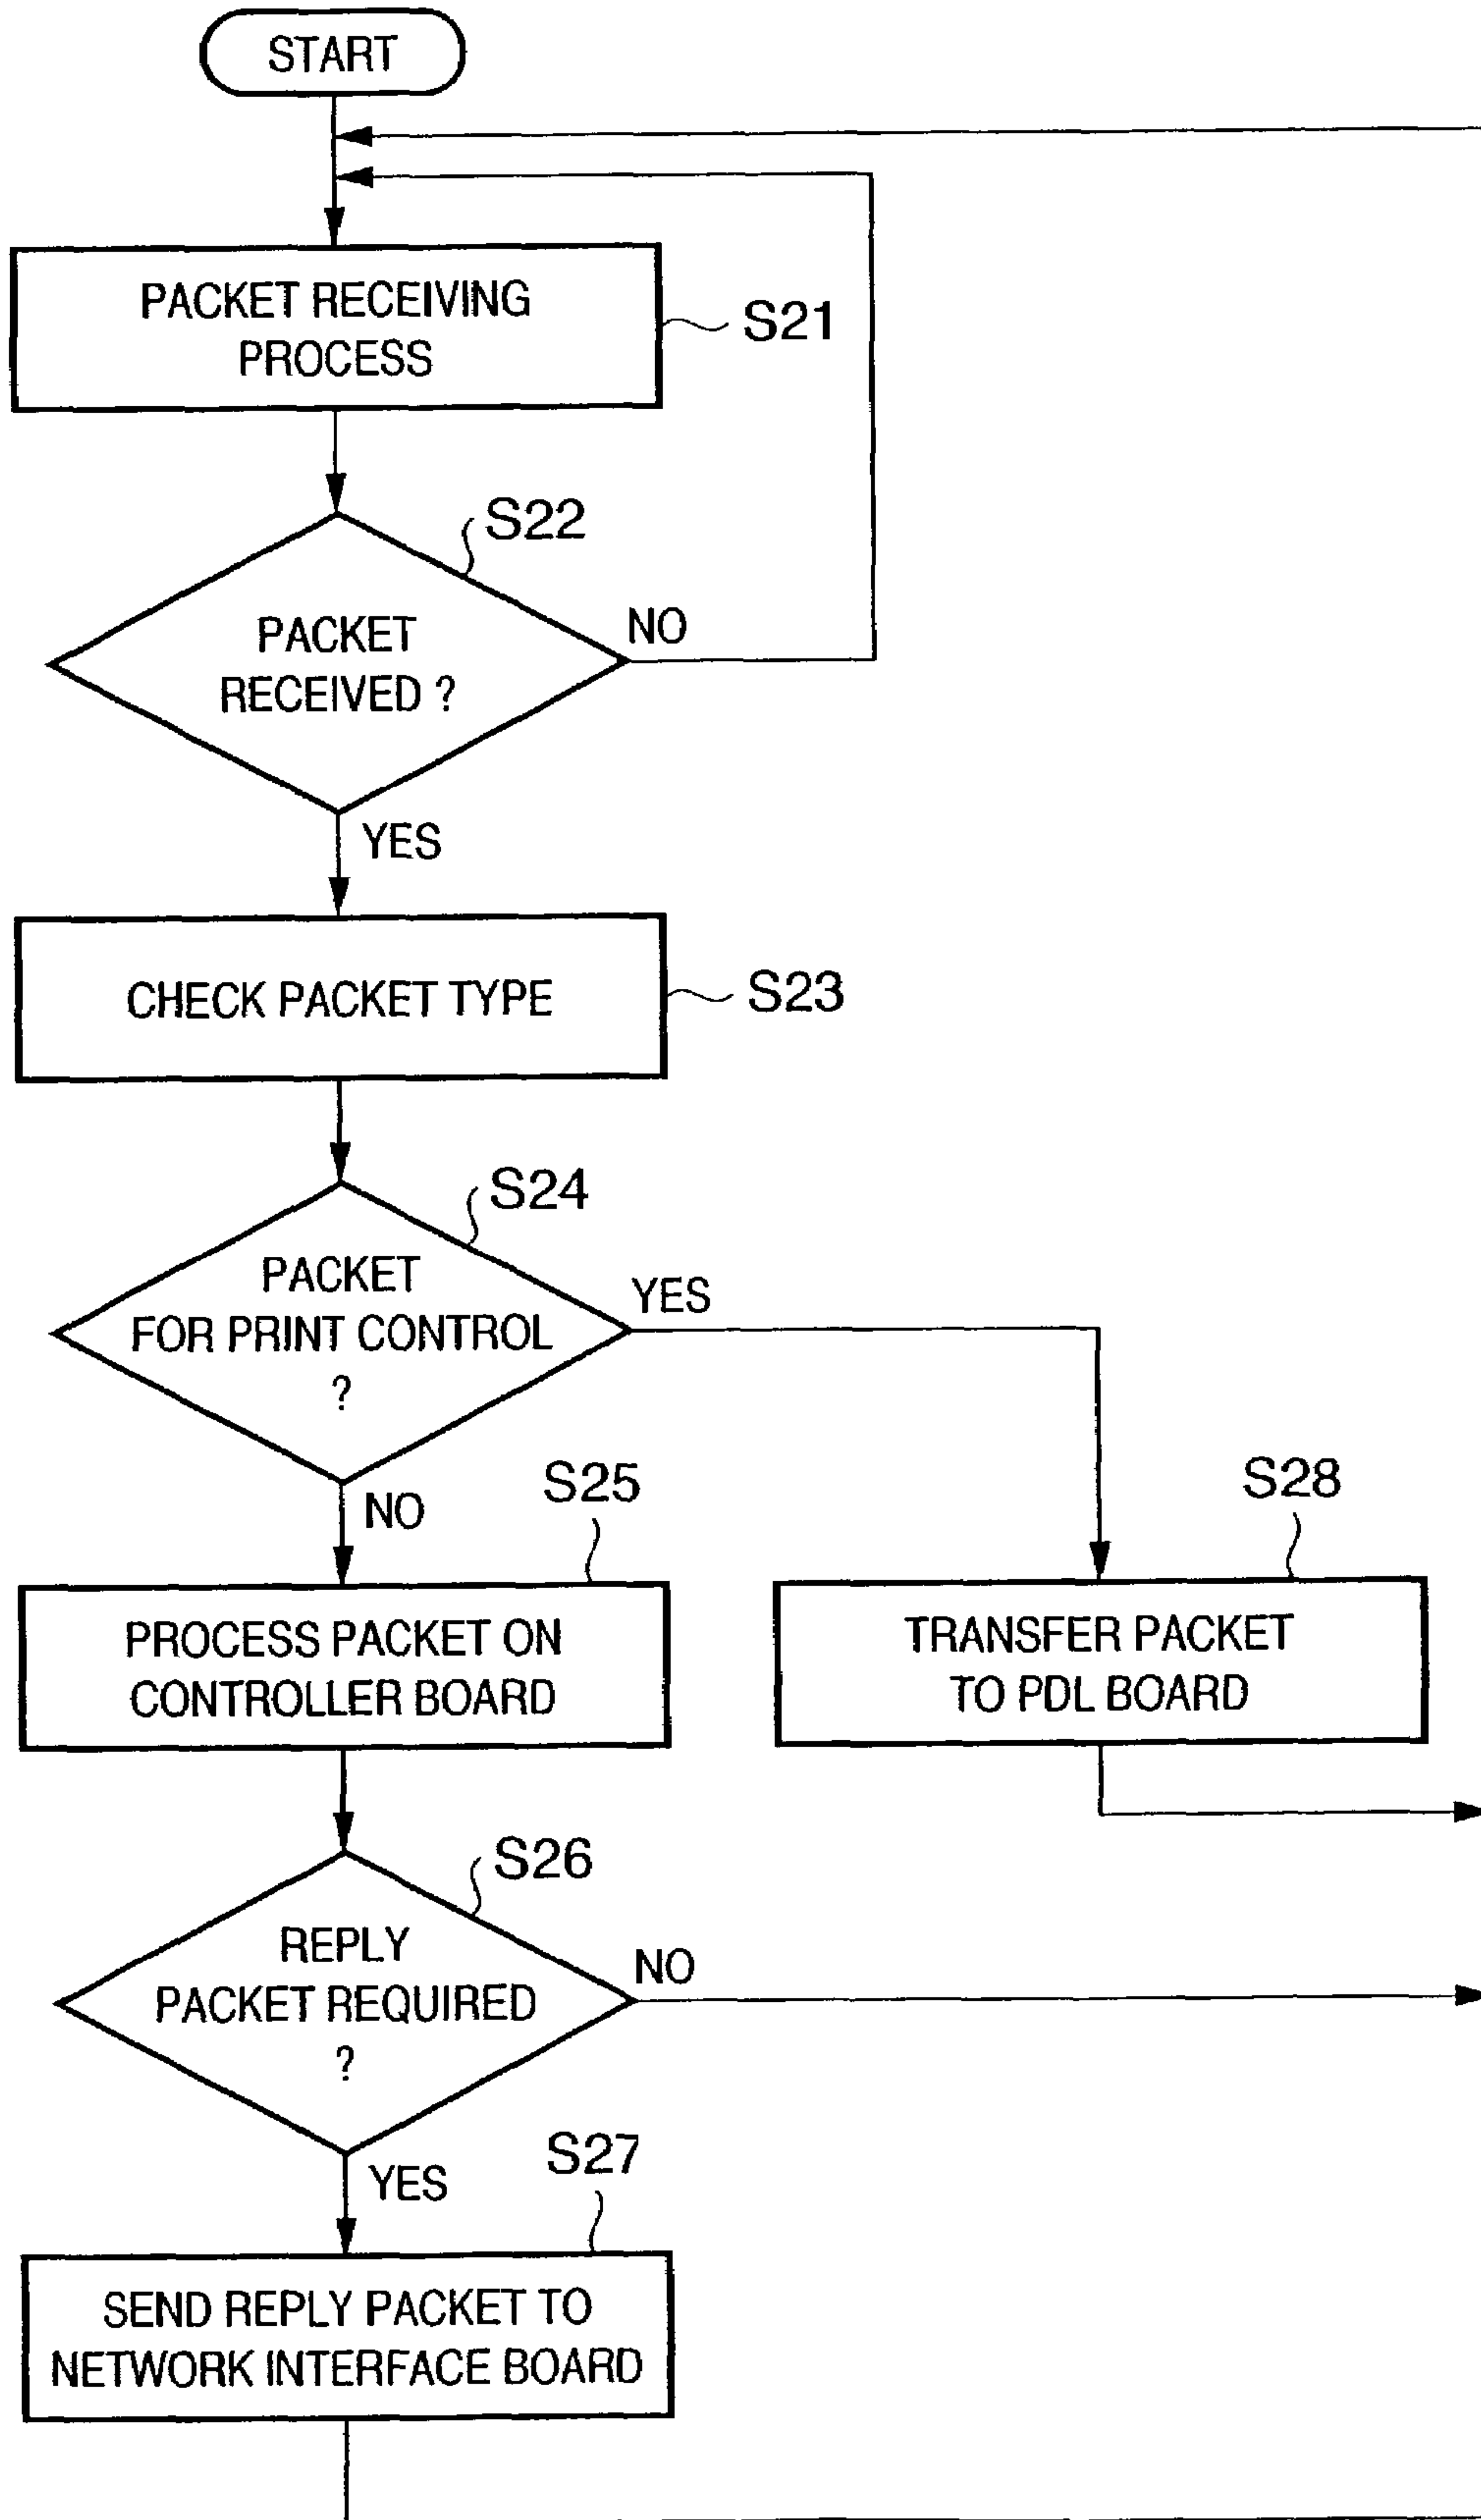 START
PACKET RECEIVING
PROCESS
S21
S22
PACKET
RECEIVED ?
NO
YES
CHECK PACKET TYPE
S23
S24
PACKET
FOR PRINT CONTROL
?
YES
NO
S25
S28
PROCESS PACKET ON
CONTROLLER BOARD
TRANSFER PACKET
TO PDL BOARD
S26
REPLY
PACKET REQUIRED
?
NO
YES
S27
SEND REPLY PACKET TO
NETWORK INTERFACE BOARD